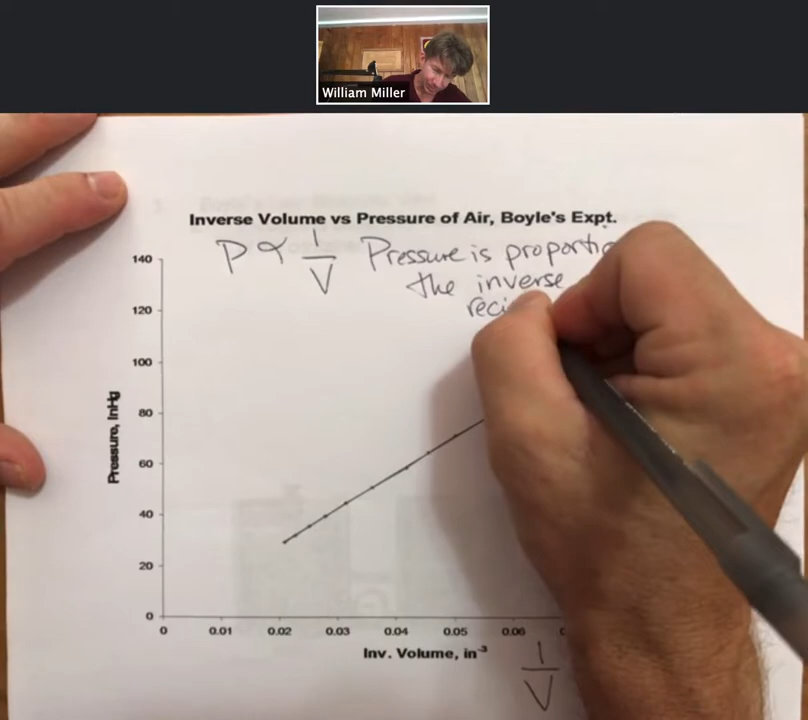 William Miller
Inverse Volume vs Pressure of Air, Boyle's Expt.
P ∝ 1/V Pressure is
the inverse
140
120
100
80
60
40
20
0
Pressure, InHg
0 0.01 0.02 0.03 0.04 0.05 0.06
Inv. Volume, in⁻³
1/V